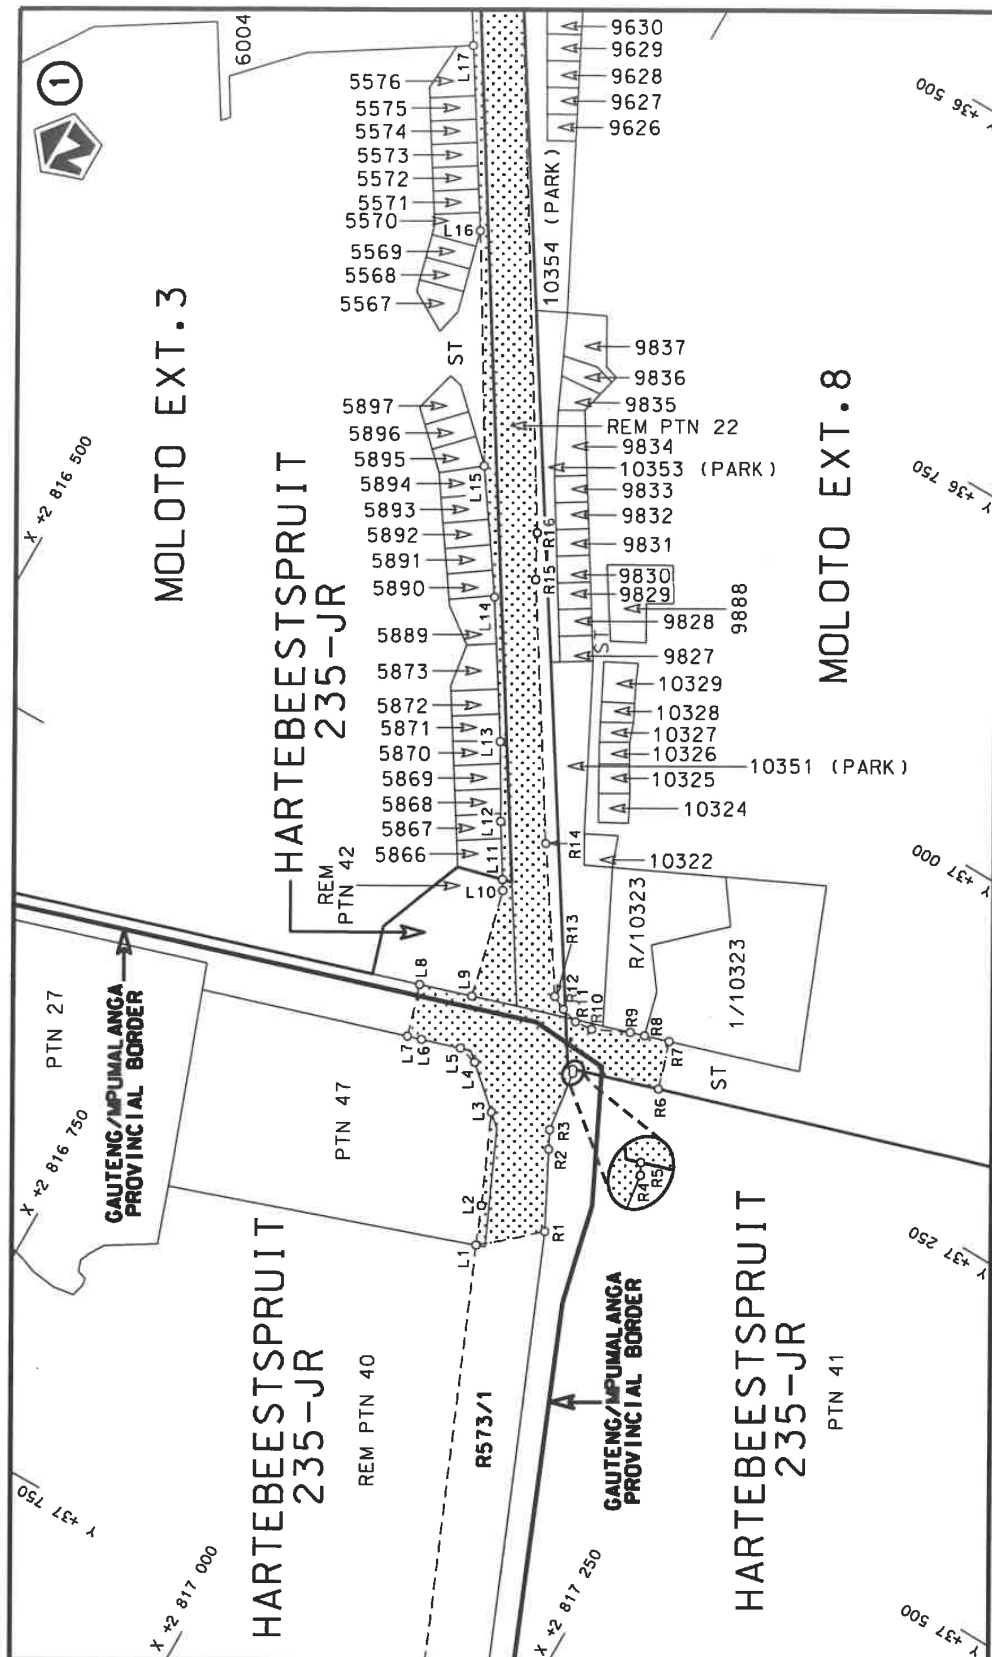 1
6004
L17
5576
5575
5574
5573
5572
5571
5570
L16
5569
5568
5567
ST
9630
9629
9628
9627
9626
10354 (PARK)
Y +36 500
MOLOTO EXT.3
X +2 816 500
9837
9836
9835
REM PTN 22
9834
10353 (PARK)
9833
9832
9831
9830
9829
9828
9888
9827
ST
5897
5896
5895
L15
5894
5893
5892
5891
5890
L14
5889
5873
5872
5871
L13
5870
5869
5868
L12
5867
5866
L11
L10
R16
R15
R14
R13
HARTEBEESTSPRUIT
235-JR
REM
PTN 42
MOLOTO EXT.8
Y +36 750
10329
10328
10327
10326
10351 (PARK)
10325
10324
10322
R/10323
1/10323
Y +37 000
PTN 27
GAUTENG/MPUMALANGA
PROVINCIAL BORDER
X +2 816 750
PTN 47
L8
L9
L7
L6
L5
L4
L3
L2
L1
R12
R11
R10
R9
R8
R7
R6
ST
R3
R2
R1
R4
R5
HARTEBEESTSPRUIT
235-JR
REM PTN 40
R573/1
GAUTENG/MPUMALANGA
PROVINCIAL BORDER
HARTEBEESTSPRUIT
235-JR
PTN 41
Y +37 250
Y +37 750
X +2 817 000
X +2 817 250
Y +37 500